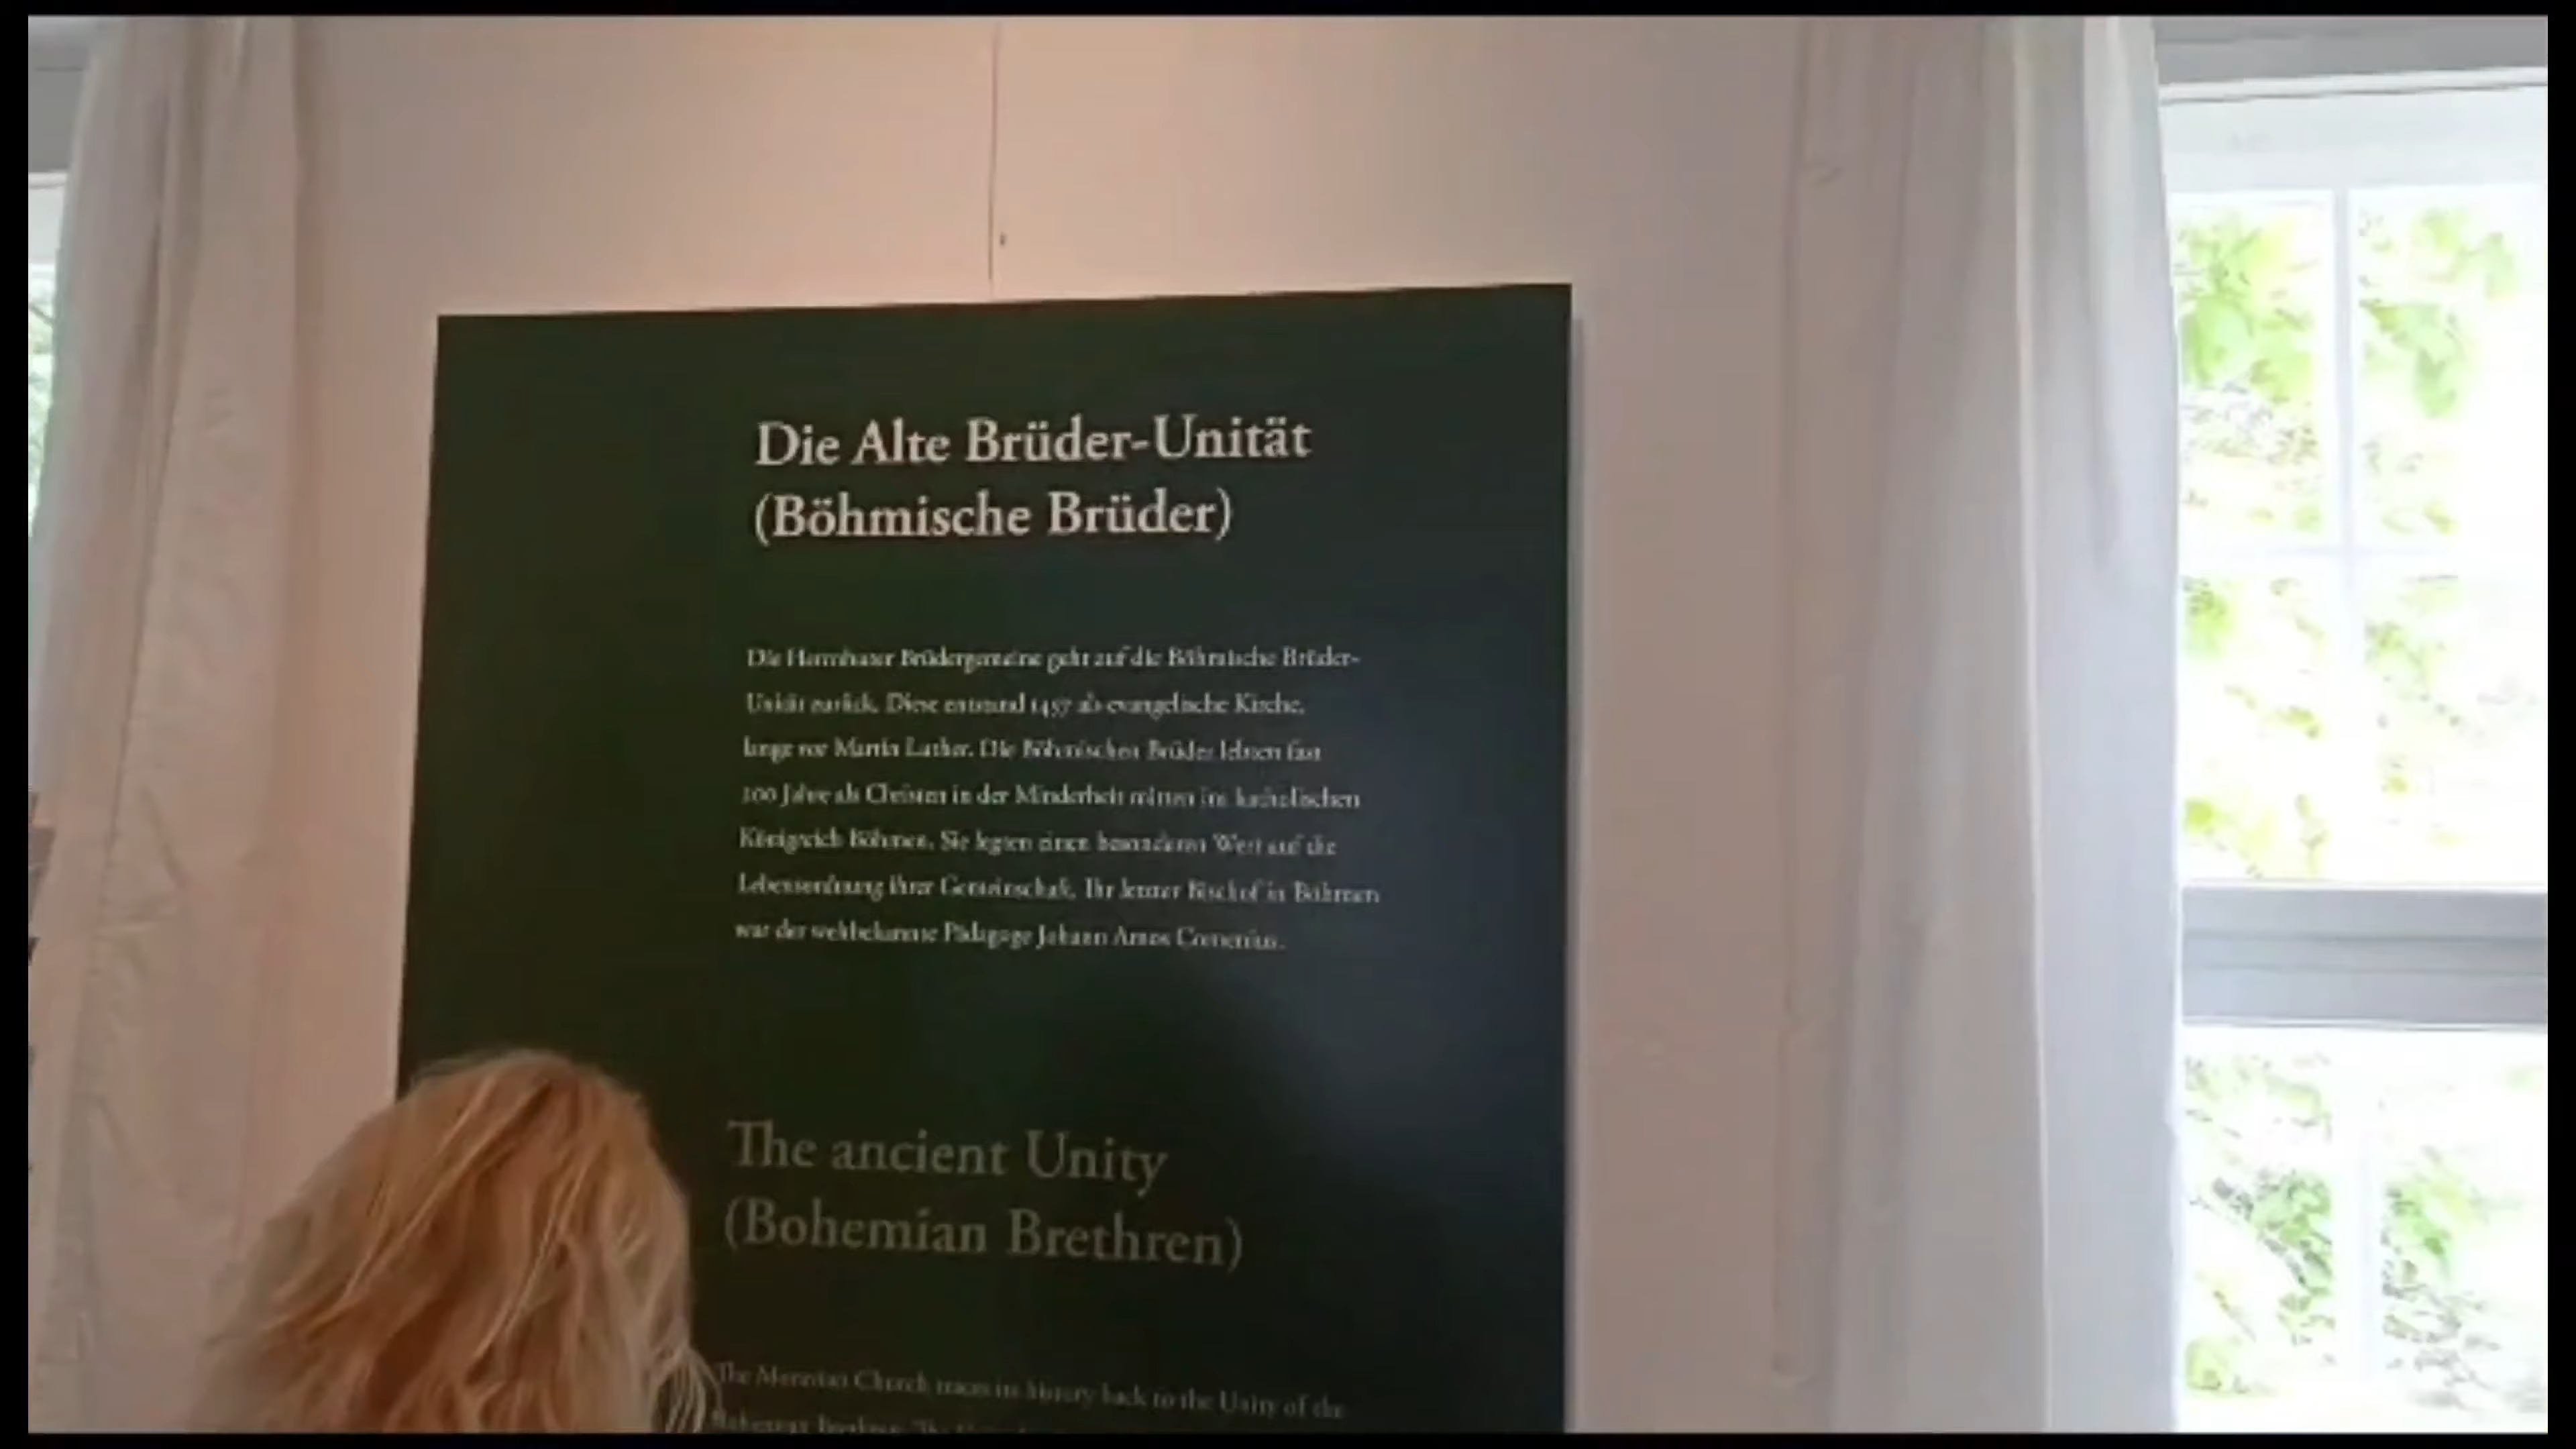 Die Alte Brüder-Unität
(Böhmische Brüder)
Die Herrnhuter Brüdergemeine geht auf die Böhmische Brüder-
Unität zurück. Diese entstand 1457 als evangelische Kirche,
lange vor Martin Luther. Die Böhmischen Brüder lebten fast
200 Jahre als Christen in der Minderheit mitten im katholischen
Königreich Böhmen. Sie legten einen besonderen Wert auf die
Lebensordnung ihrer Gemeinschaft. Ihr letzter Bischof in Böhmen
war der weltbekannte Pädagoge Johann Amos Comenius.
The ancient Unity
(Bohemian Brethren)
The Moravian Church traces its history back to the Unity of the
Bohemian Brethren. The